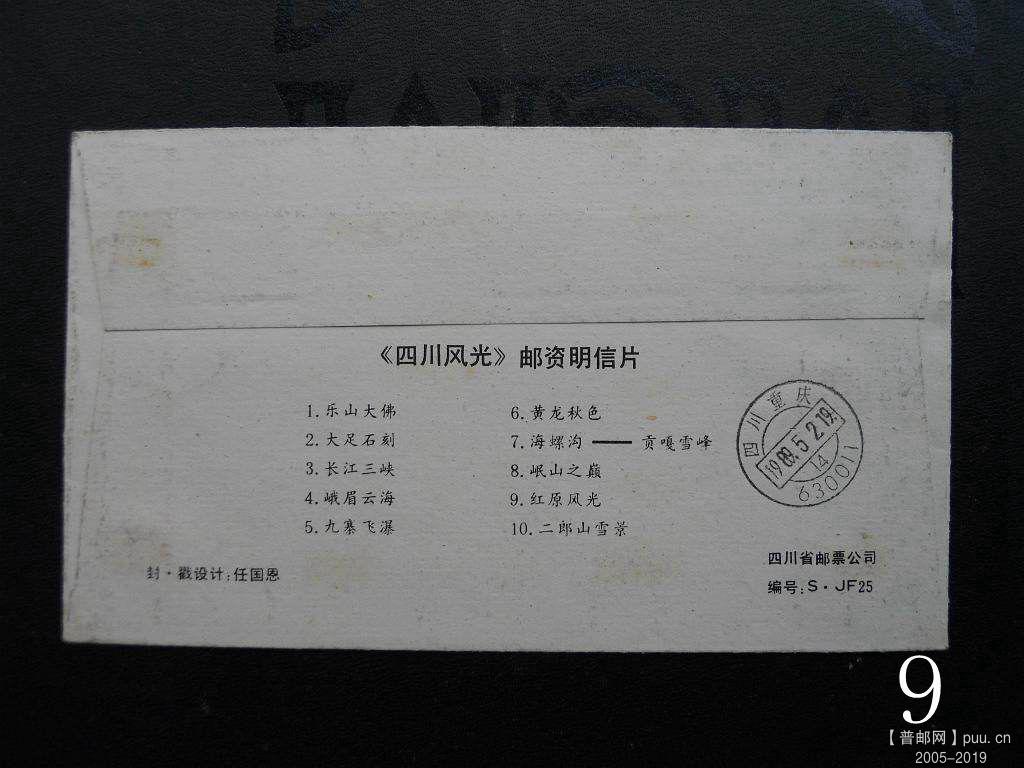 《四川风光》邮资明信片
1.乐山大佛
2.大足石刻
3.长江三峡
4.峨眉云海
5.九寨飞瀑
6.黄龙秋色
7.海螺沟——贡嘎雪峰
8.岷山之巅
9.红原风光
10.二郎山雪景
四川重庆
1989.5.2.19.
14
630011
封·戳设计:任国恩
四川省邮票公司
编号:S·JF25
9
【普邮网】puu.cn
2005-2019